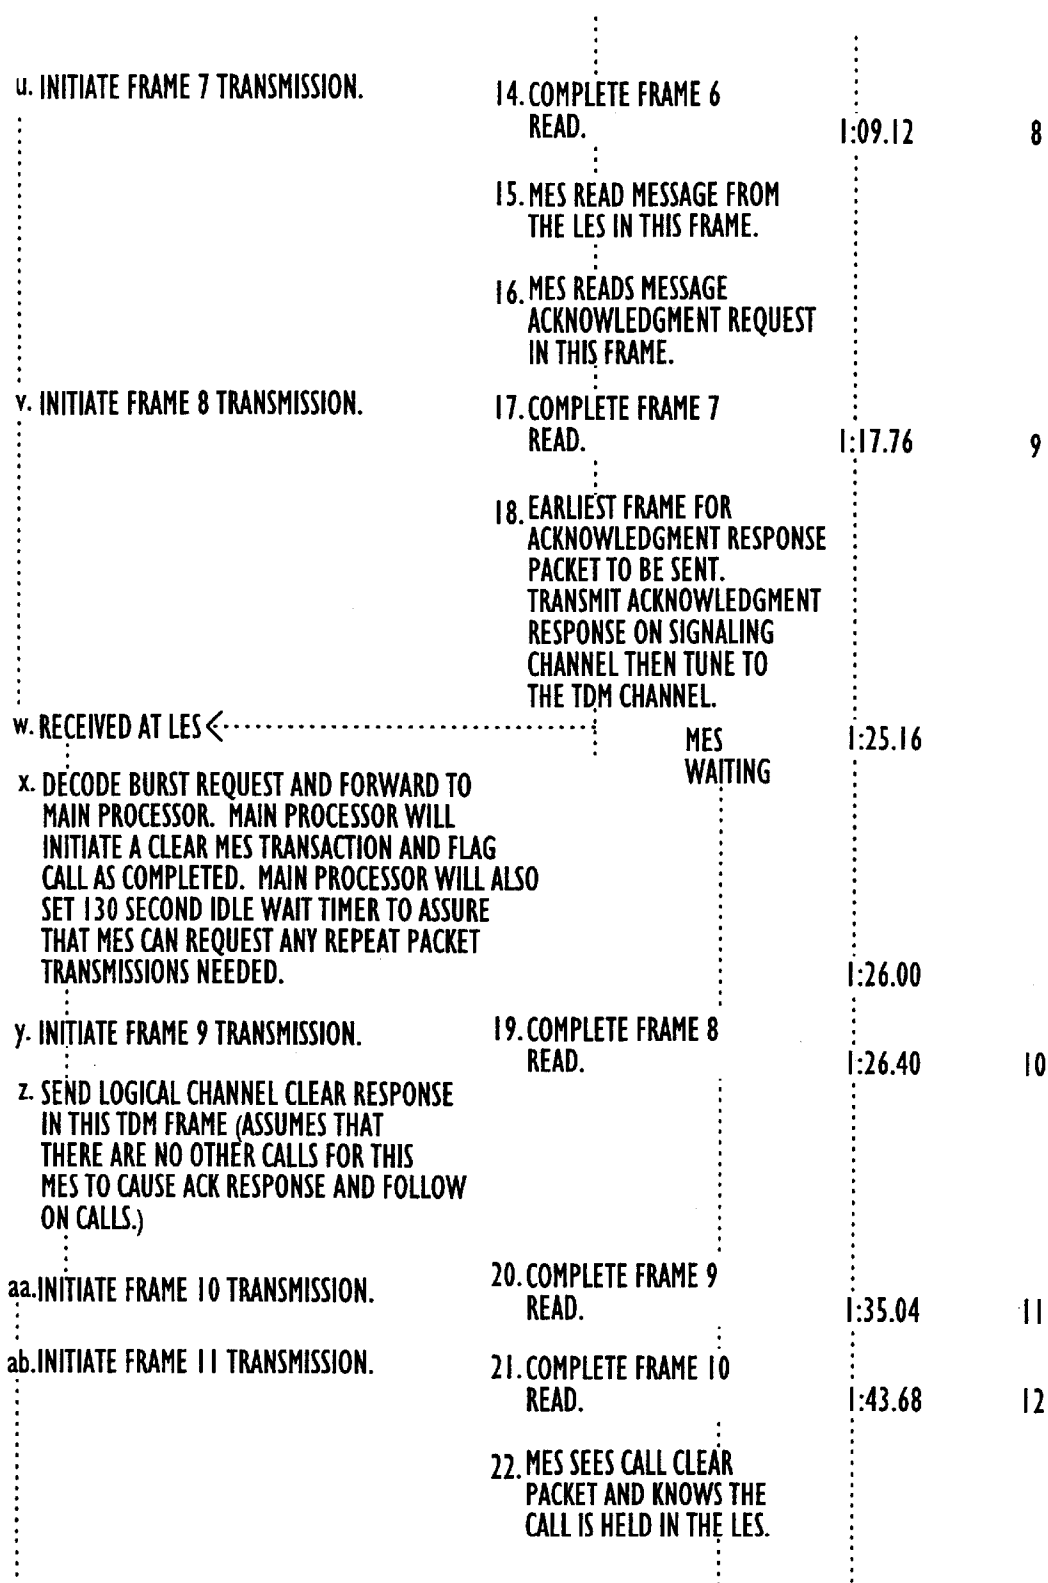 u. INITIATE FRAME 7 TRANSMISSION.
14. COMPLETE FRAME 6
READ.
1:09.12
8
15. MES READ MESSAGE FROM
THE LES IN THIS FRAME.
16. MES READS MESSAGE
ACKNOWLEDGMENT REQUEST
IN THIS FRAME.
v. INITIATE FRAME 8 TRANSMISSION.
17. COMPLETE FRAME 7
READ.
1:17.76
9
18. EARLIEST FRAME FOR
ACKNOWLEDGMENT RESPONSE
PACKET TO BE SENT.
TRANSMIT ACKNOWLEDGMENT
RESPONSE ON SIGNALING
CHANNEL THEN TUNE TO
THE TDM CHANNEL.
w. RECEIVED AT LES
MES
WAITING
1:25.16
x. DECODE BURST REQUEST AND FORWARD TO
MAIN PROCESSOR. MAIN PROCESSOR WILL
INITIATE A CLEAR MES TRANSACTION AND FLAG
CALL AS COMPLETED. MAIN PROCESSOR WILL ALSO
SET 130 SECOND IDLE WAIT TIMER TO ASSURE
THAT MES CAN REQUEST ANY REPEAT PACKET
TRANSMISSIONS NEEDED.
1:26.00
y. INITIATE FRAME 9 TRANSMISSION.
19. COMPLETE FRAME 8
READ.
1:26.40
10
z. SEND LOGICAL CHANNEL CLEAR RESPONSE
IN THIS TDM FRAME (ASSUMES THAT
THERE ARE NO OTHER CALLS FOR THIS
MES TO CAUSE ACK RESPONSE AND FOLLOW
ON CALLS.)
aa. INITIATE FRAME 10 TRANSMISSION.
20. COMPLETE FRAME 9
READ.
1:35.04
11
ab. INITIATE FRAME 11 TRANSMISSION.
21. COMPLETE FRAME 10
READ.
1:43.68
12
22. MES SEES CALL CLEAR
PACKET AND KNOWS THE
CALL IS HELD IN THE LES.